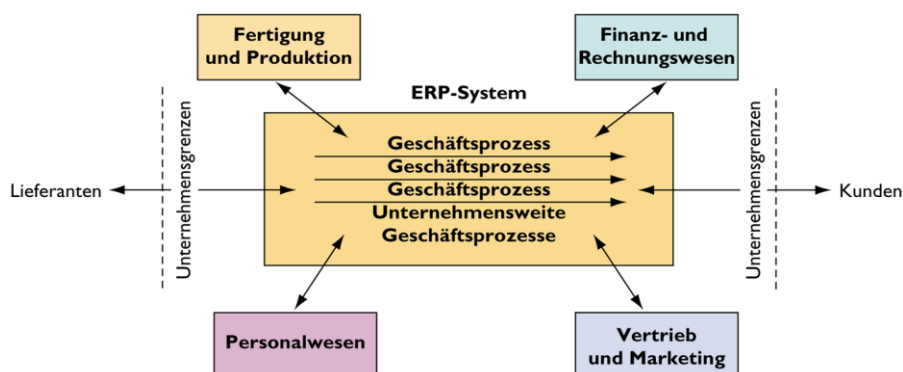 Fertigung
und Produktion
Finanz- und
Rechnungswesen
ERP-System
Geschäftsprozess
Geschäftsprozess
Geschäftsprozess
Unternehmensweite
Geschäftsprozesse
Lieferanten
Unternehmensgrenzen
Unternehmensgrenzen
Kunden
Personalwesen
Vertrieb
und Marketing